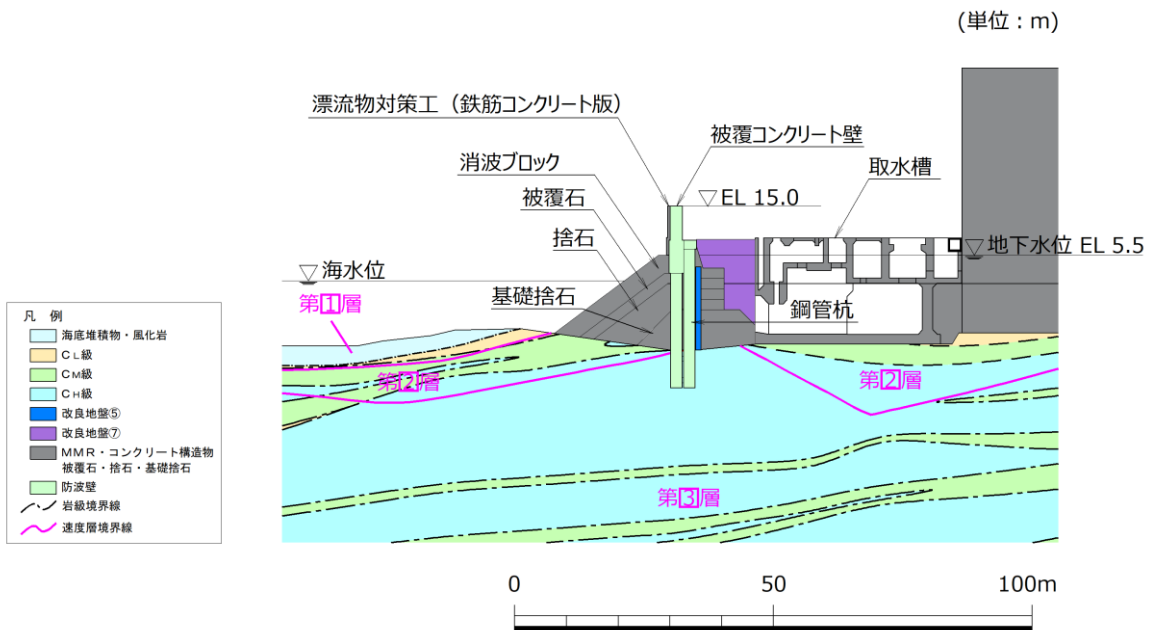 (単位：m)
漂流物対策工（鉄筋コンクリート版）
被覆コンクリート壁
消波ブロック
取水槽
被覆石
EL 15.0
捨石
地下水位 EL 5.5
海水位
基礎捨石
鋼管杭
第1層
第2層
第2層
第3層
凡 例
海底堆積物・風化岩
CL級
CM級
CH級
改良地盤⑤
改良地盤⑦
MMR・コンクリート構造物
被覆石・捨石・基礎捨石
防波壁
岩級境界線
速度層境界線
0 50 100m